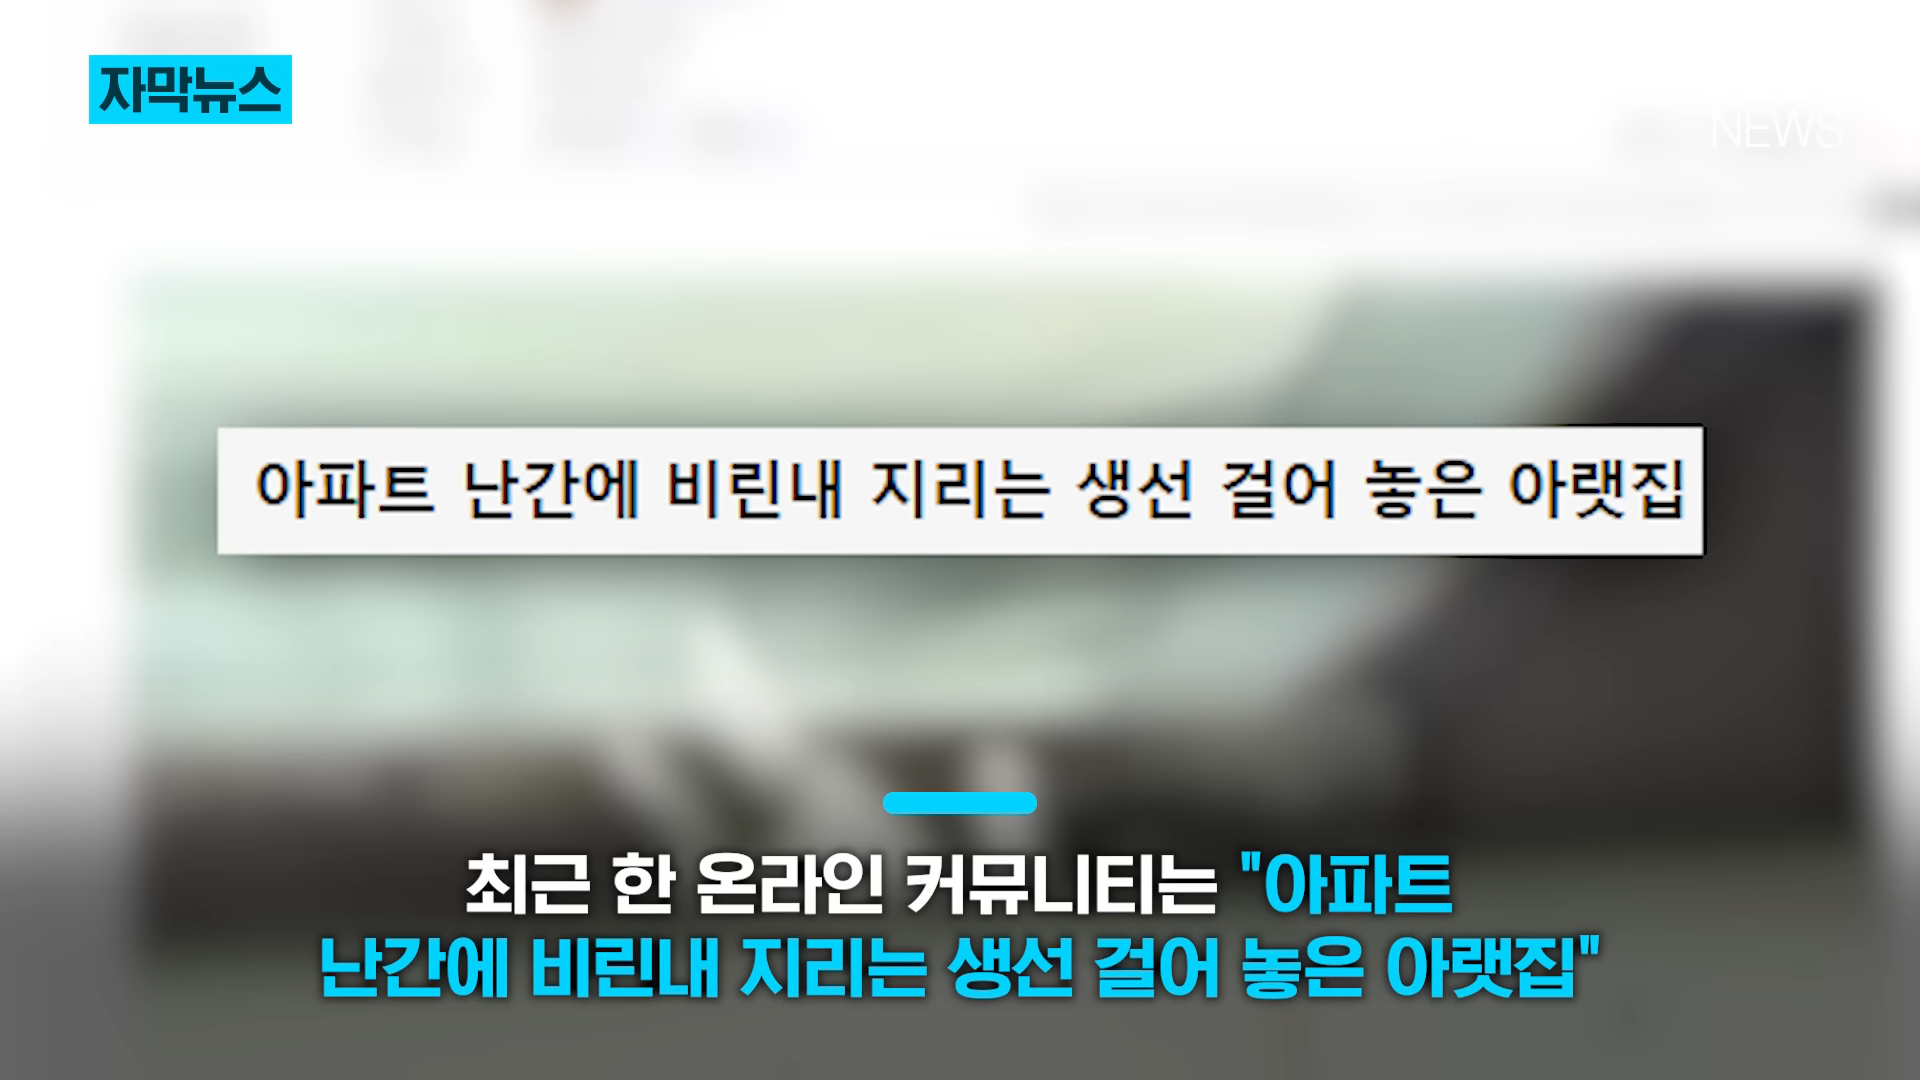 자막뉴스
NEWS
아파트 난간에 비린내 지리는 생선 걸어 놓은 아랫집
최근 한 온라인 커뮤니티는 "아파트
난간에 비린내 지리는 생선 걸어 놓은 아랫집"